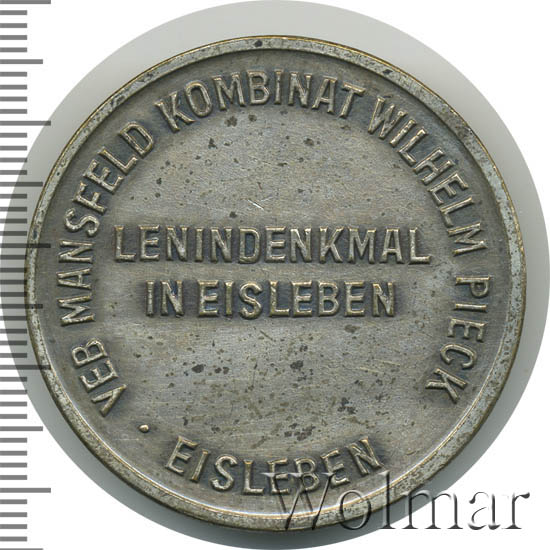 VEB MANSFELD KOMBINAT WILHELM PIECK
LENINDENKMAL
IN EISLEBEN
· EISLEBEN
Wolmar